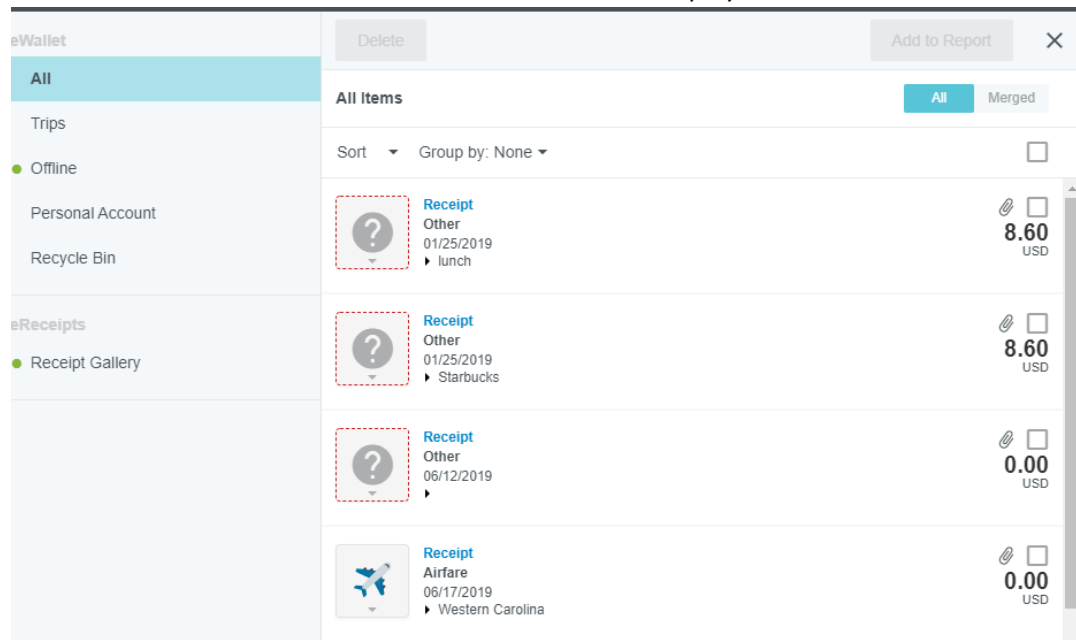 eWallet
All
Trips
Offline
Personal Account
Recycle Bin
eReceipts
Receipt Gallery
Delete
Add to Report
All Items
All Merged
Sort Group by: None
Receipt
Other
01/25/2019
lunch
8.60
USD
Receipt
Other
01/25/2019
Starbucks
8.60
USD
Receipt
Other
06/12/2019
0.00
USD
Receipt
Airfare
06/17/2019
Western Carolina
0.00
USD